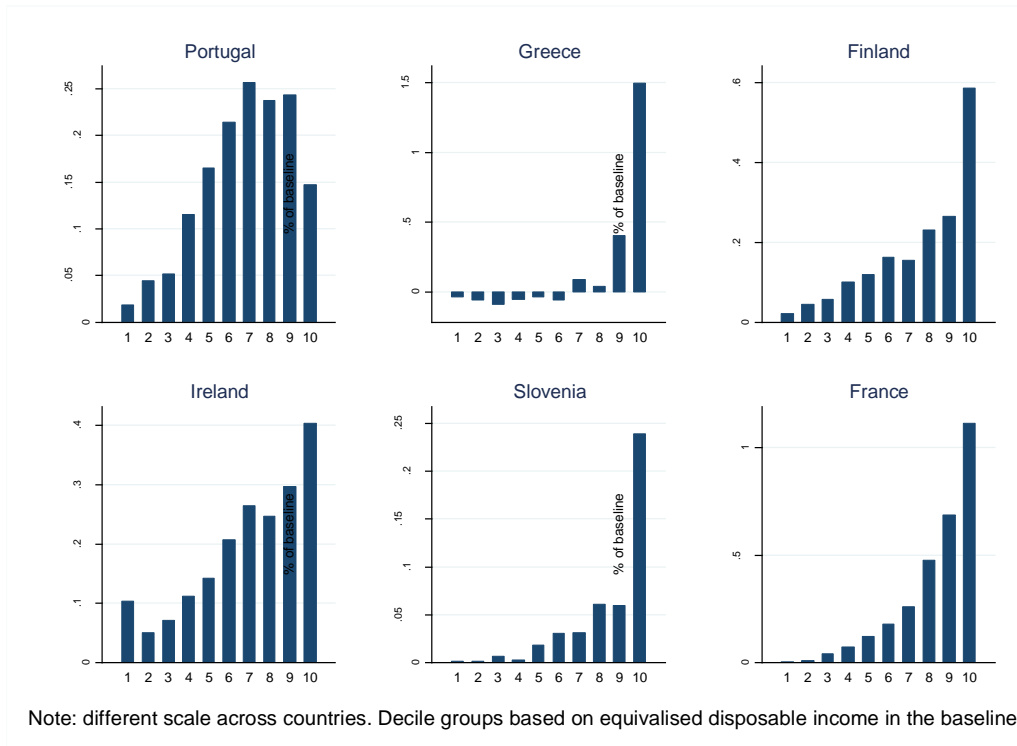 Portugal
Greece
Finland
.25
.2
.15
.1
.05
0
% of baseline
1 2 3 4 5 6 7 8 9 10
1.5
1
.5
0
% of baseline
1 2 3 4 5 6 7 8 9 10
.6
.4
.2
0
1 2 3 4 5 6 7 8 9 10
Ireland
Slovenia
France
.4
.3
.2
.1
0
% of baseline
1 2 3 4 5 6 7 8 9 10
.25
.2
.15
.1
.05
0
% of baseline
1 2 3 4 5 6 7 8 9 10
1
.5
0
1 2 3 4 5 6 7 8 9 10
Note: different scale across countries. Decile groups based on equivalised disposable income in the baseline